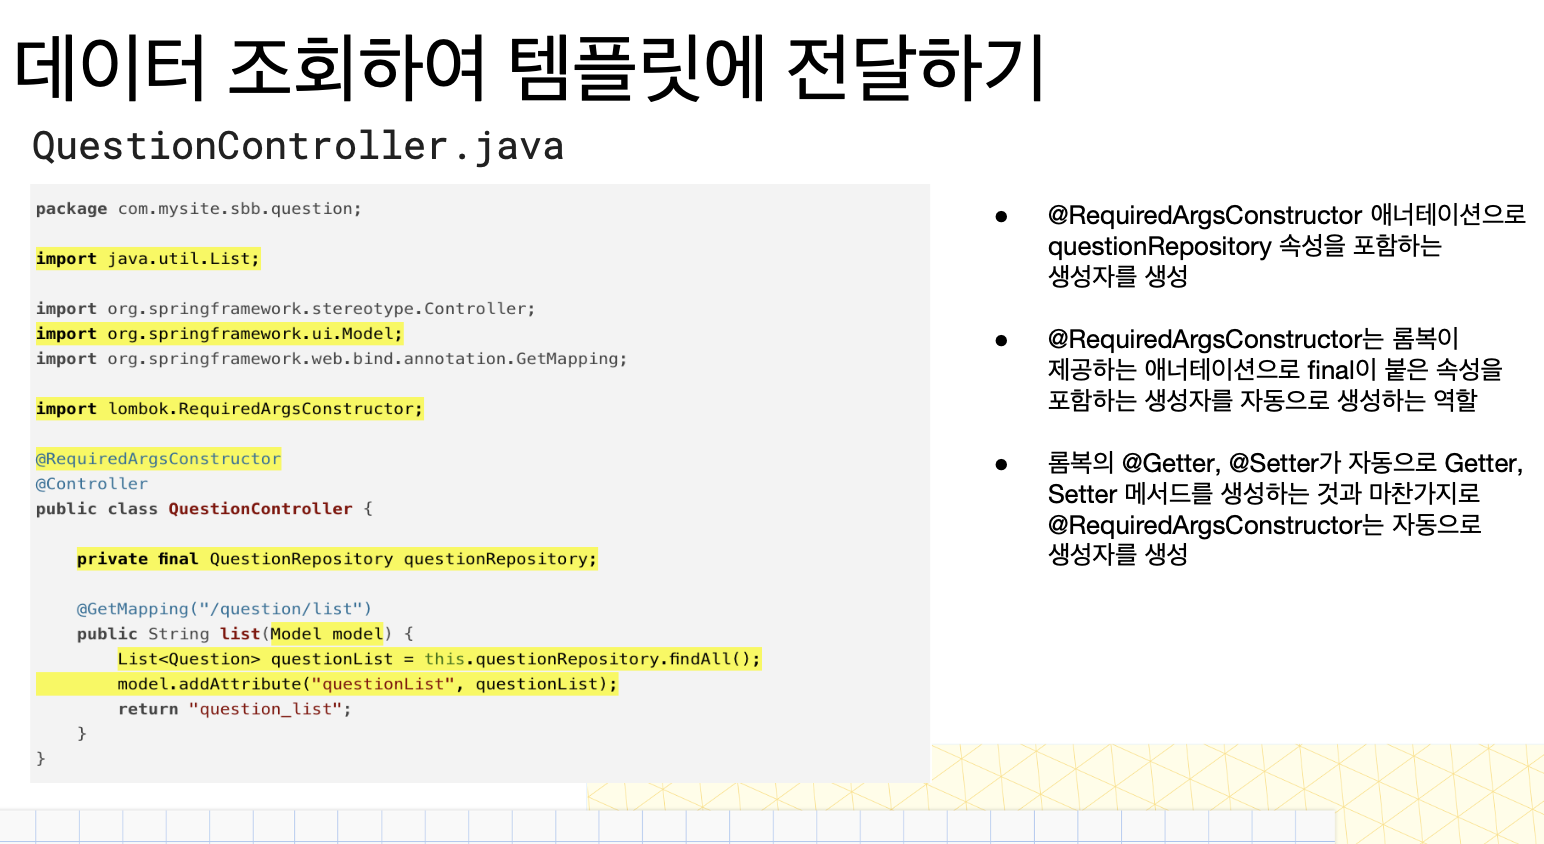 데이터 조회하여 템플릿에 전달하기
QuestionController.java
package com.mysite.sbb.question;
import java.util.List;
import org.springframework.stereotype.Controller;
import org.springframework.ui.Model;
import org.springframework.web.bind.annotation.GetMapping;
import lombok.RequiredArgsConstructor;
@RequiredArgsConstructor
@Controller
public class QuestionController {
private final QuestionRepository questionRepository;
@GetMapping("/question/list")
public String list(Model model) {
List<Question> questionList = this.questionRepository.findAll();
model.addAttribute("questionList", questionList);
return "question_list";
}
}
● @RequiredArgsConstructor 애너테이션으로
questionRepository 속성을 포함하는
생성자를 생성
● @RequiredArgsConstructor는 롬복이
제공하는 애너테이션으로 final이 붙은 속성을
포함하는 생성자를 자동으로 생성하는 역할
● 롬복의 @Getter, @Setter가 자동으로 Getter,
Setter 메서드를 생성하는 것과 마찬가지로
@RequiredArgsConstructor는 자동으로
생성자를 생성